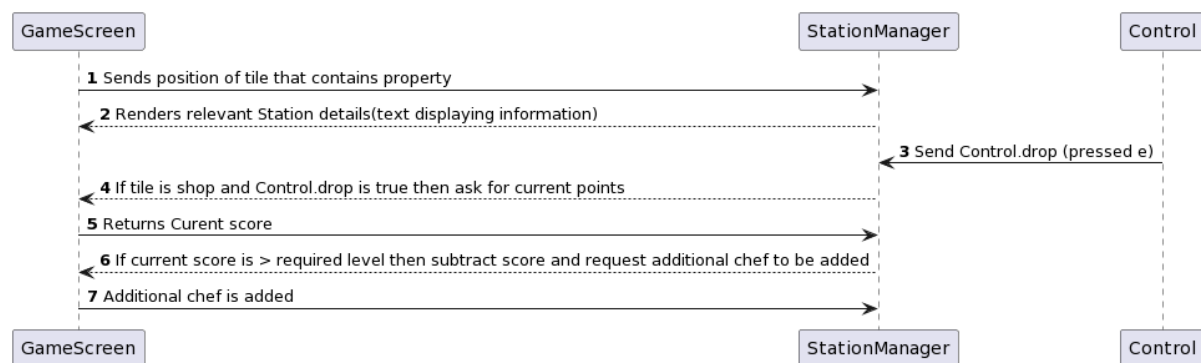 GameScreen StationManager Control
1 Sends position of tile that contains property
2 Renders relevant Station details(text displaying information)
3 Send Control.drop (pressed e)
4 If tile is shop and Control.drop is true then ask for current points
5 Returns Curent score
6 If current score is > required level then subtract score and request additional chef to be added
7 Additional chef is added
GameScreen StationManager Control